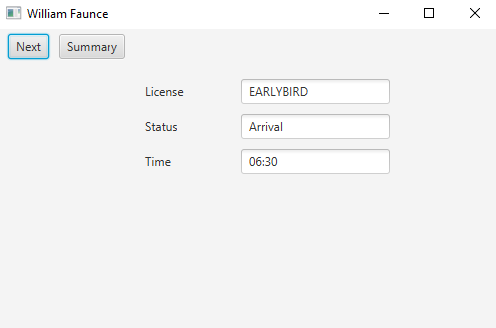 William Faunce
Next Summary
License EARLYBIRD
Status Arrival
Time 06:30